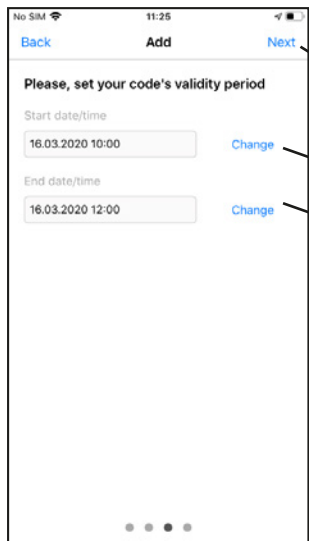 No SIM 11:25
Back Add Next
Please, set your code's validity period
Start date/time
16.03.2020 10:00 Change
End date/time
16.03.2020 12:00 Change